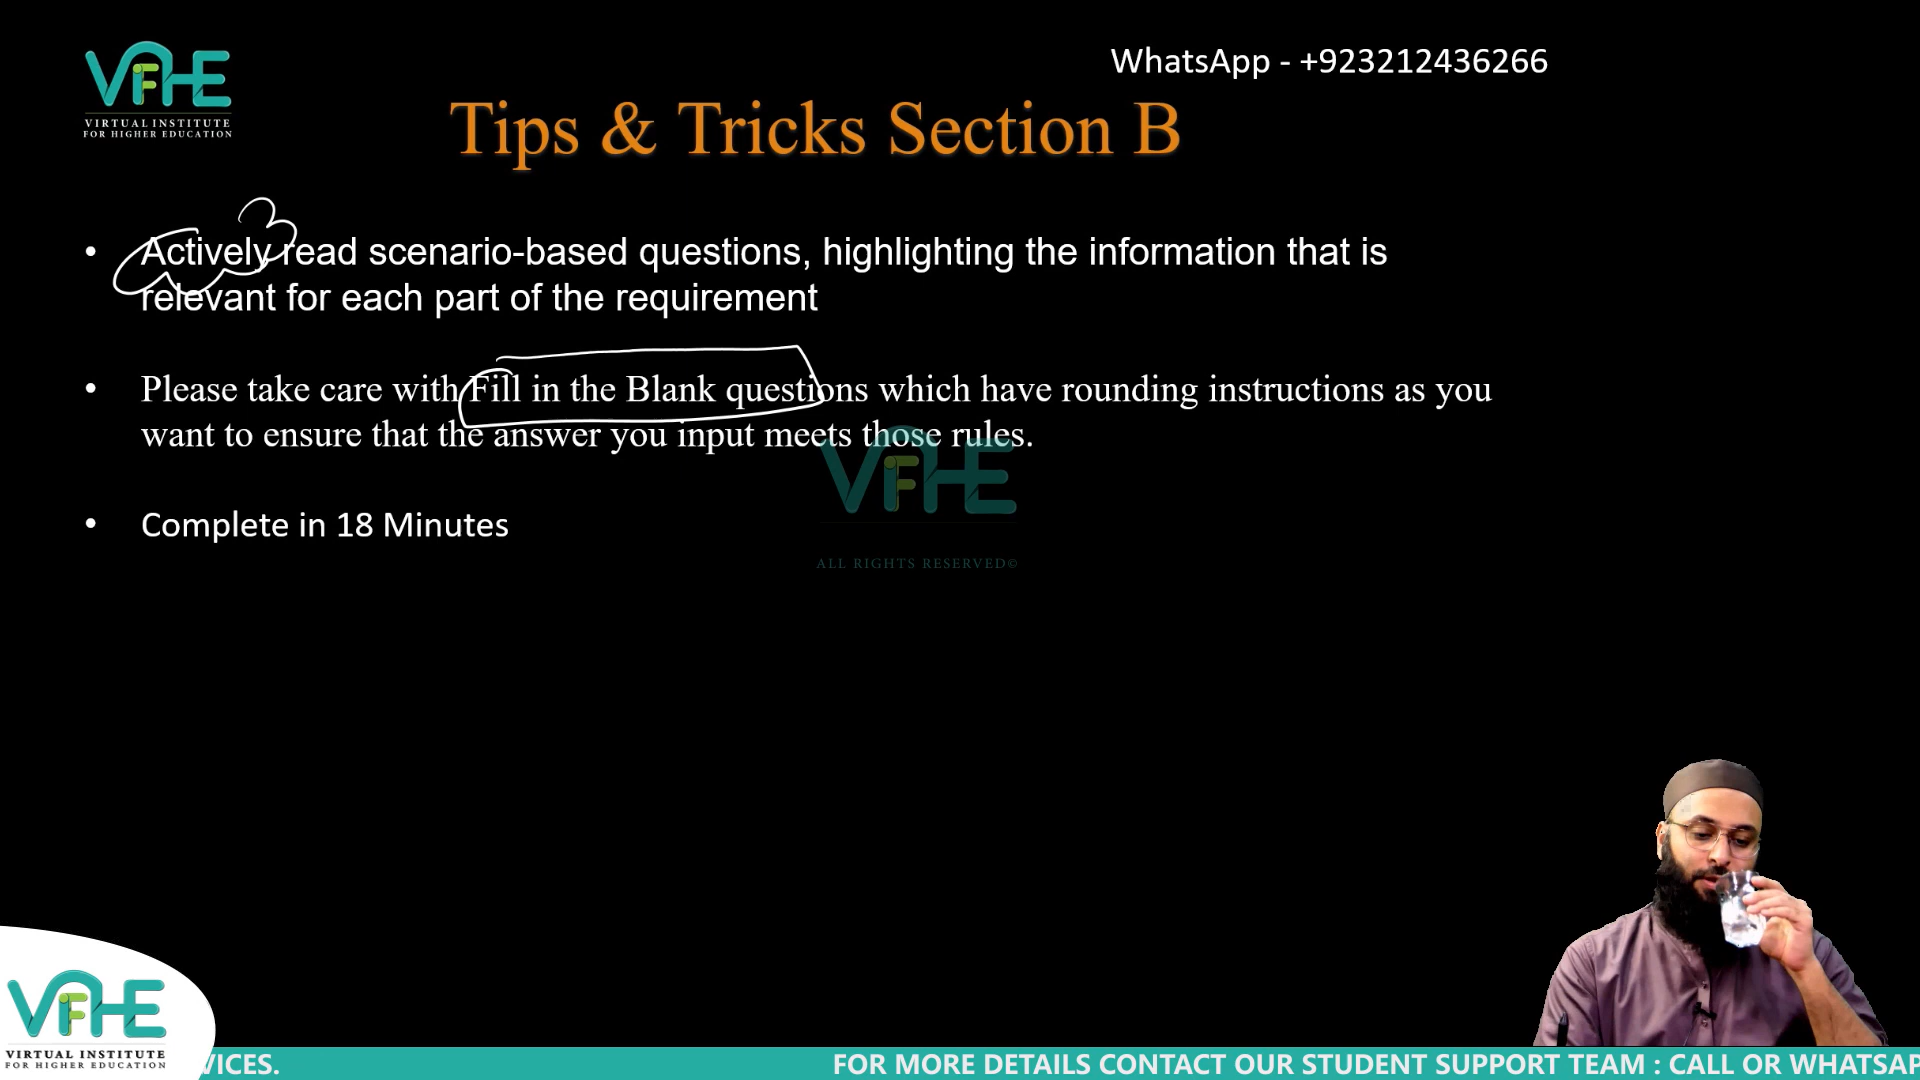 VIFHE
VIRTUAL INSTITUTE
FOR HIGHER EDUCATION
WhatsApp - +923212436266
Tips & Tricks Section B
• Actively read scenario-based questions, highlighting the information that is
relevant for each part of the requirement
• Please take care with Fill in the Blank questions which have rounding instructions as you
want to ensure that the answer you input meets those rules.
VIFHE
ALL RIGHTS RESERVED©
• Complete in 18 Minutes
VIFHE
VIRTUAL INSTITUTE
FOR HIGHER EDUCATION
VICES. FOR MORE DETAILS CONTACT OUR STUDENT SUPPORT TEAM : CALL OR WHATSAP